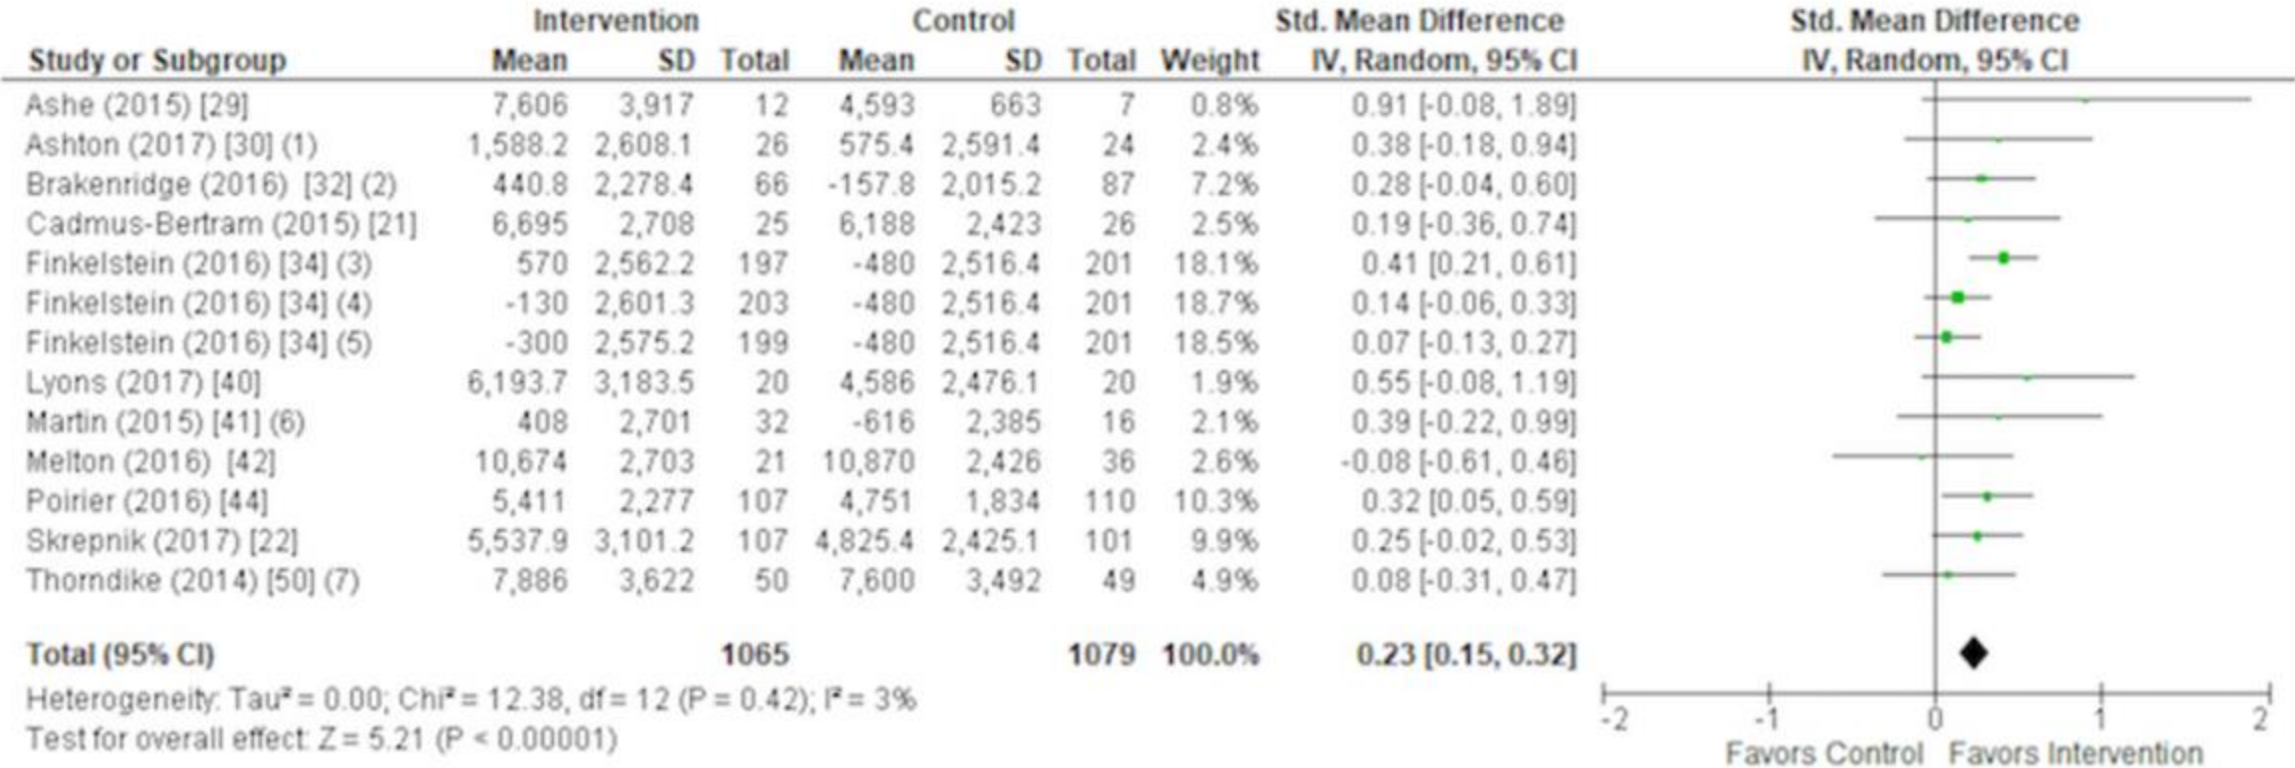 Intervention Control Std. Mean Difference Std. Mean Difference
Study or Subgroup Mean SD Total Mean SD Total Weight IV, Random, 95% CI IV, Random, 95% CI
Ashe (2015) [29] 7,606 3,917 12 4,593 663 7 0.8% 0.91 [-0.08, 1.89]
Ashton (2017) [30] (1) 1,588.2 2,608.1 26 575.4 2,591.4 24 2.4% 0.38 [-0.18, 0.94]
Brakenridge (2016) [32] (2) 440.8 2,278.4 66 -157.8 2,015.2 87 7.2% 0.28 [-0.04, 0.60]
Cadmus-Bertram (2015) [21] 6,695 2,708 25 6,188 2,423 26 2.5% 0.19 [-0.36, 0.74]
Finkelstein (2016) [34] (3) 570 2,562.2 197 -480 2,516.4 201 18.1% 0.41 [0.21, 0.61]
Finkelstein (2016) [34] (4) -130 2,601.3 203 -480 2,516.4 201 18.7% 0.14 [-0.06, 0.33]
Finkelstein (2016) [34] (5) -300 2,575.2 199 -480 2,516.4 201 18.5% 0.07 [-0.13, 0.27]
Lyons (2017) [40] 6,193.7 3,183.5 20 4,586 2,476.1 20 1.9% 0.55 [-0.08, 1.19]
Martin (2015) [41] (6) 408 2,701 32 -616 2,385 16 2.1% 0.39 [-0.22, 0.99]
Melton (2016) [42] 10,674 2,703 21 10,870 2,426 36 2.6% -0.08 [-0.61, 0.46]
Poirier (2016) [44] 5,411 2,277 107 4,751 1,834 110 10.3% 0.32 [0.05, 0.59]
Skrepnik (2017) [22] 5,537.9 3,101.2 107 4,825.4 2,425.1 101 9.9% 0.25 [-0.02, 0.53]
Thorndike (2014) [50] (7) 7,886 3,622 50 7,600 3,492 49 4.9% 0.08 [-0.31, 0.47]
Total (95% CI) 1065 1079 100.0% 0.23 [0.15, 0.32]
Heterogeneity: Tau² = 0.00; Chi² = 12.38, df = 12 (P = 0.42); I² = 3%
Test for overall effect: Z = 5.21 (P < 0.00001)
-2 -1 0 1 2
Favors Control Favors Intervention